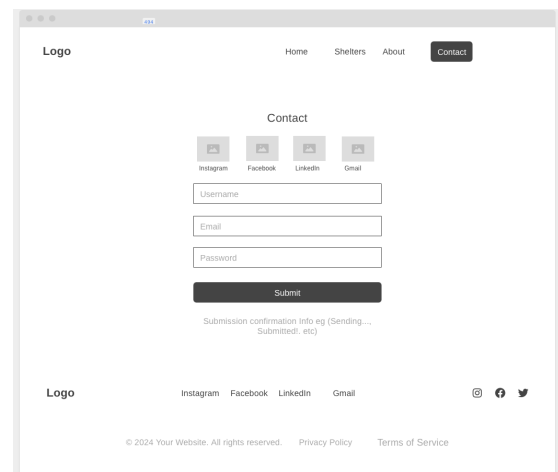 494
Logo Home Shelters About Contact
Contact
Instagram Facebook LinkedIn Gmail
Username
Email
Password
Submit
Submission confirmation Info eg (Sending...,
Submitted!. etc)
Logo Instagram Facebook LinkedIn Gmail
© 2024 Your Website. All rights reserved. Privacy Policy Terms of Service